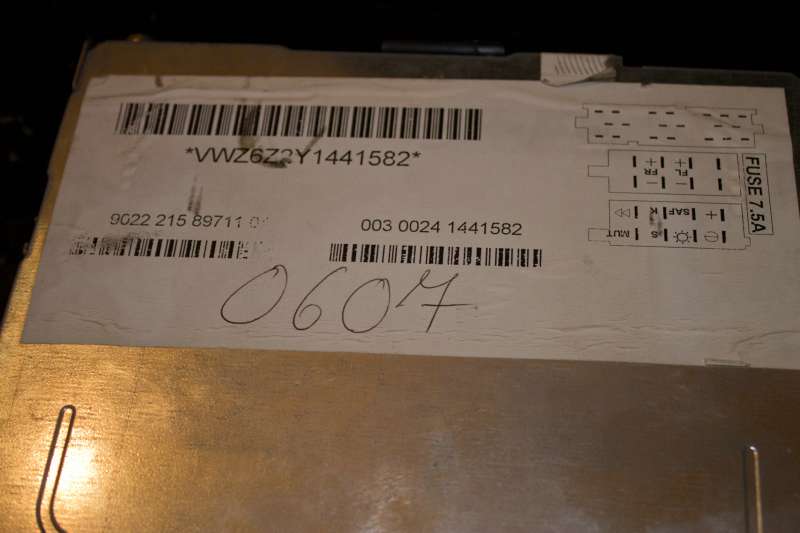 *VWZ6Z2Y1441582*
9022 215 89711
003 0024 1441582
0607
FR
FL
+
+
-
-
FUSE 7.5A
MUT
S
K
SAF
+